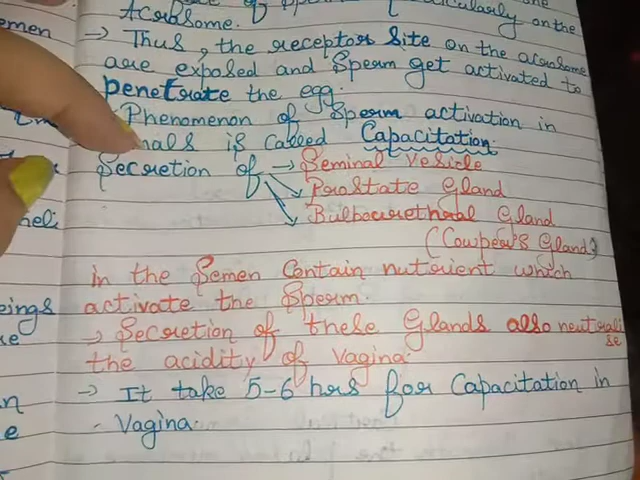 Acrosome.
→ Thus, the receptor site on the acrosome
are exposed and Sperm get activated to
penetrate the egg.
Phenomenon of Sperm activation in
mals is called Capacitation.
Secretion of → Seminal Vesicle
Prostate Gland
Bulbourethral Gland
(Cowper's Gland)
in the Semen Contain nutrient which
activate the Sperm.
→ Secretion of these Glands also neutralise
the acidity of Vagina.
→ It take 5-6 hrs for Capacitation in
Vagina.